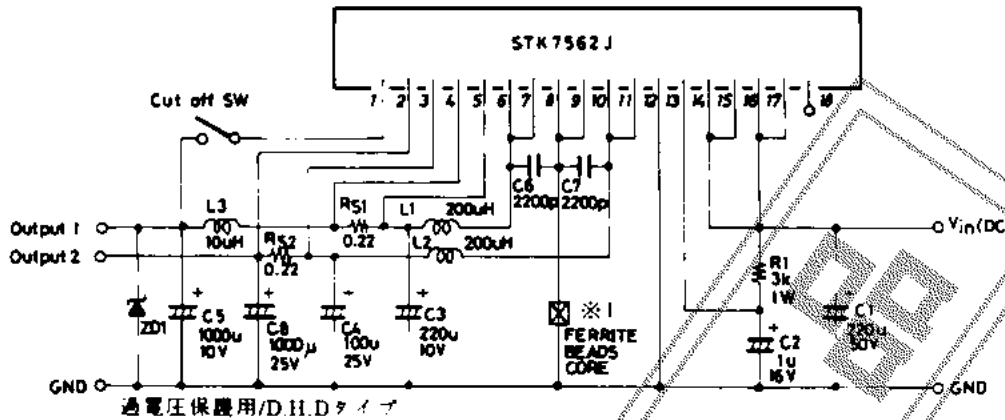 STK7562J
1 2 3 4 5 6 7 8 9 10 11 12 13 14 15 16 17 18
Cut off SW
C6
2200p
C7
2200p
Output 1
L3
10uH
RS1
0.22
L1
200uH
Vin(DC
Output 2
RS2
0.22
L2
200uH
R1
3k
1W
ZD1
C5
1000u
10V
C8
1000μ
25V
C4
100u
25V
C3
220u
10V
※1
FERRITE
BEADS
CORE
C2
1u
16V
C1
220u
50V
GND
GND
過電圧保護用/D.H.Dタイプ